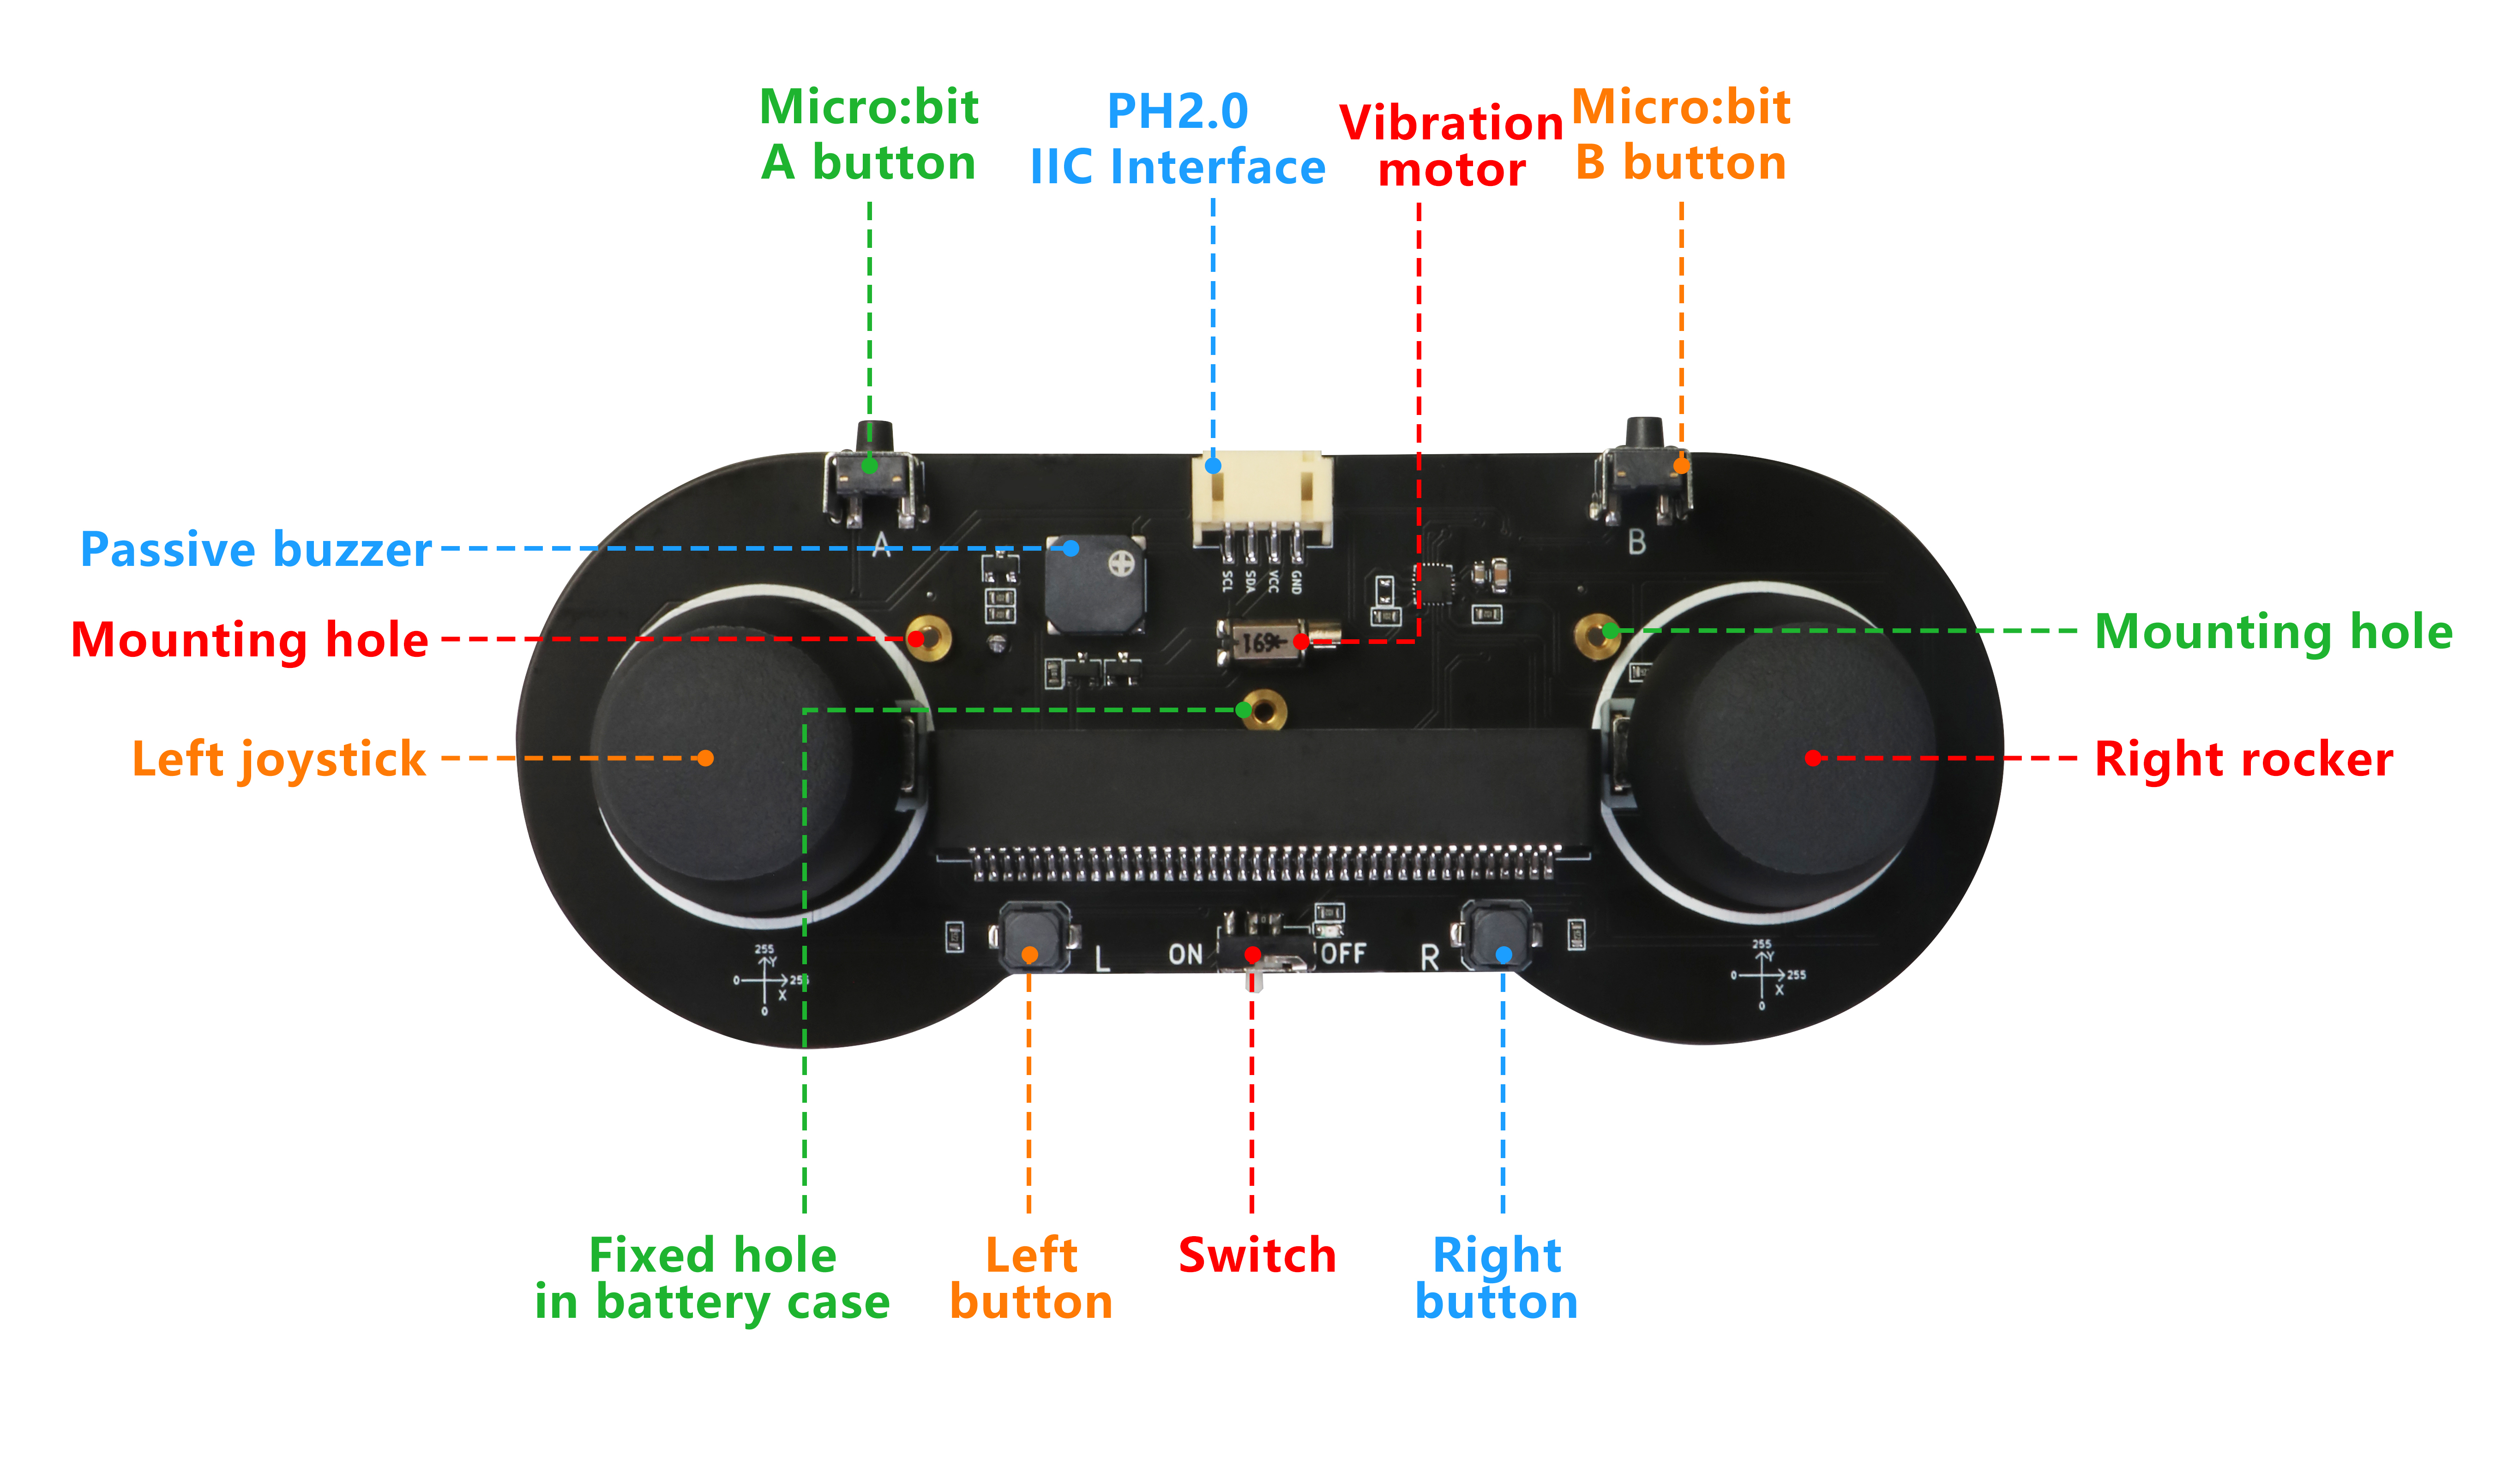 Micro:bit
A button
PH2.0
IIC Interface
Vibration
motor
Micro:bit
B button
Passive buzzer
Mounting hole
Left joystick
Mounting hole
Right rocker
A
B
SCL
SDA
VCC
GND
169
L
ON
OFF
R
255
Y
0
255
X
0
255
Y
0
255
X
0
Fixed hole
in battery case
Left
button
Switch
Right
button